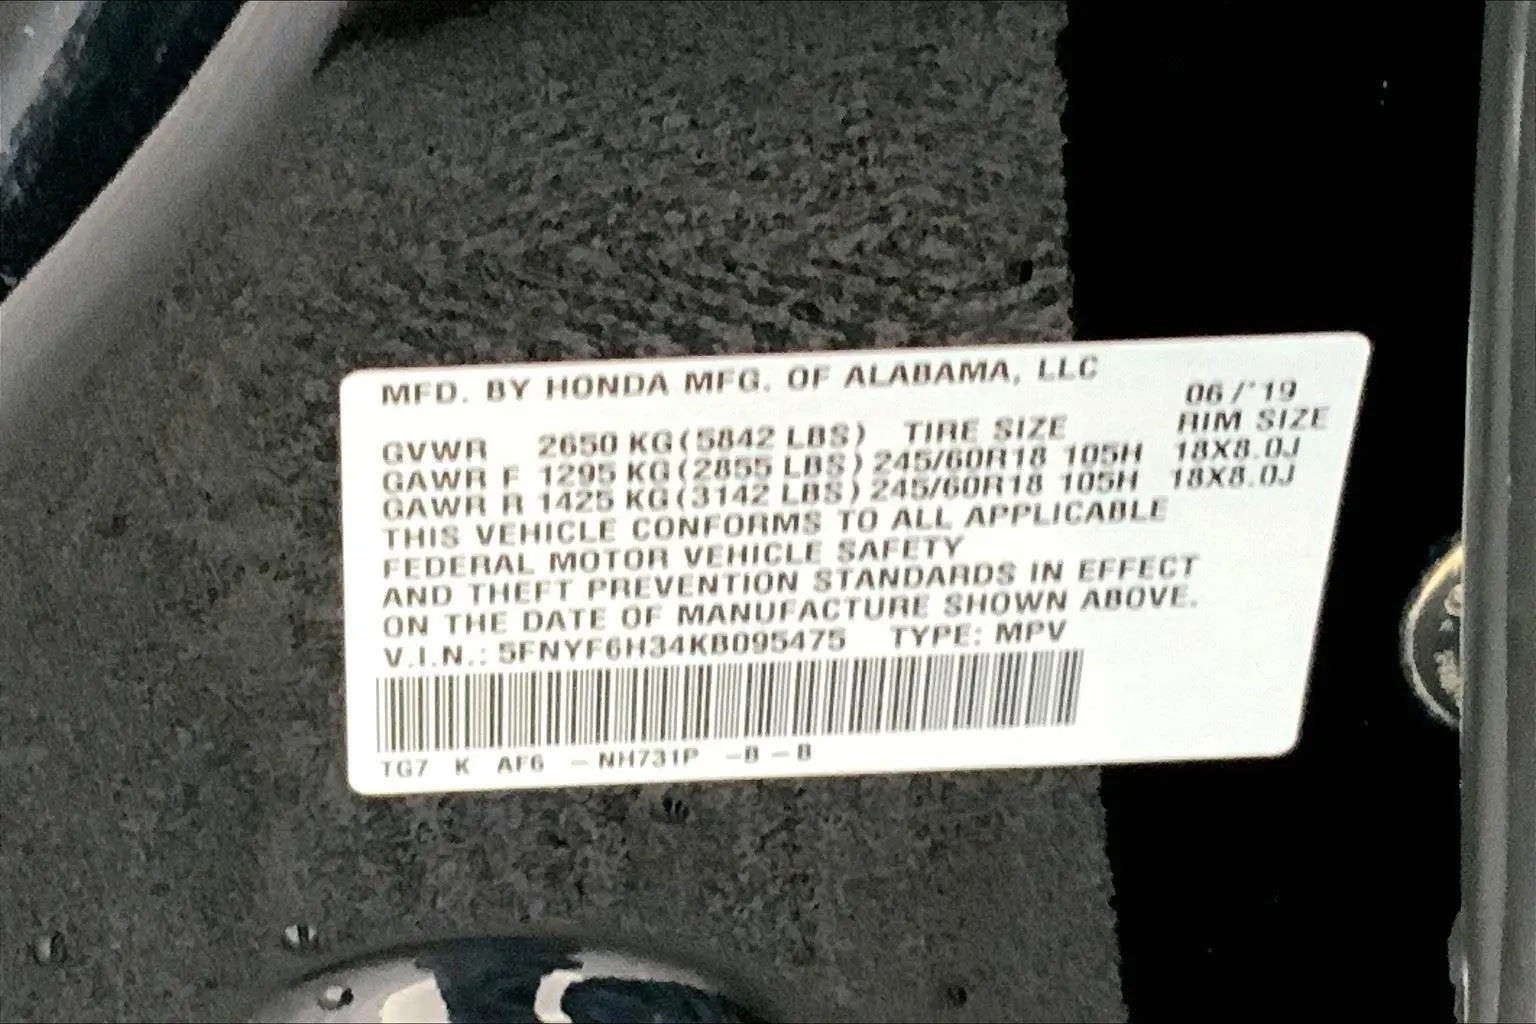 MFD. BY HONDA MFG. OF ALABAMA, LLC
06/'19
GVWR 2650 KG(5842 LBS) TIRE SIZE RIM SIZE
GAWR F 1295 KG(2855 LBS) 245/60R18 105H 18X8.0J
GAWR R 1425 KG(3142 LBS) 245/60R18 105H 18X8.0J
THIS VEHICLE CONFORMS TO ALL APPLICABLE
FEDERAL MOTOR VEHICLE SAFETY
AND THEFT PREVENTION STANDARDS IN EFFECT
ON THE DATE OF MANUFACTURE SHOWN ABOVE.
V.I.N.: 5FNYF6H34KB095475 TYPE: MPV
TG7 K AF6 –NH731P –B–B